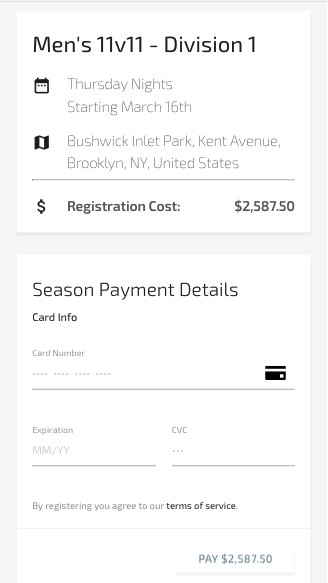 Men's 11v11 - Division 1
Thursday Nights
Starting March 16th
Bushwick Inlet Park, Kent Avenue,
Brooklyn, NY, United States
$ Registration Cost: $2,587.50
Season Payment Details
Card Info
Card Number
···· ···· ···· ····
Expiration CVC
MM/YY ···
By registering you agree to our terms of service.
PAY $2,587.50